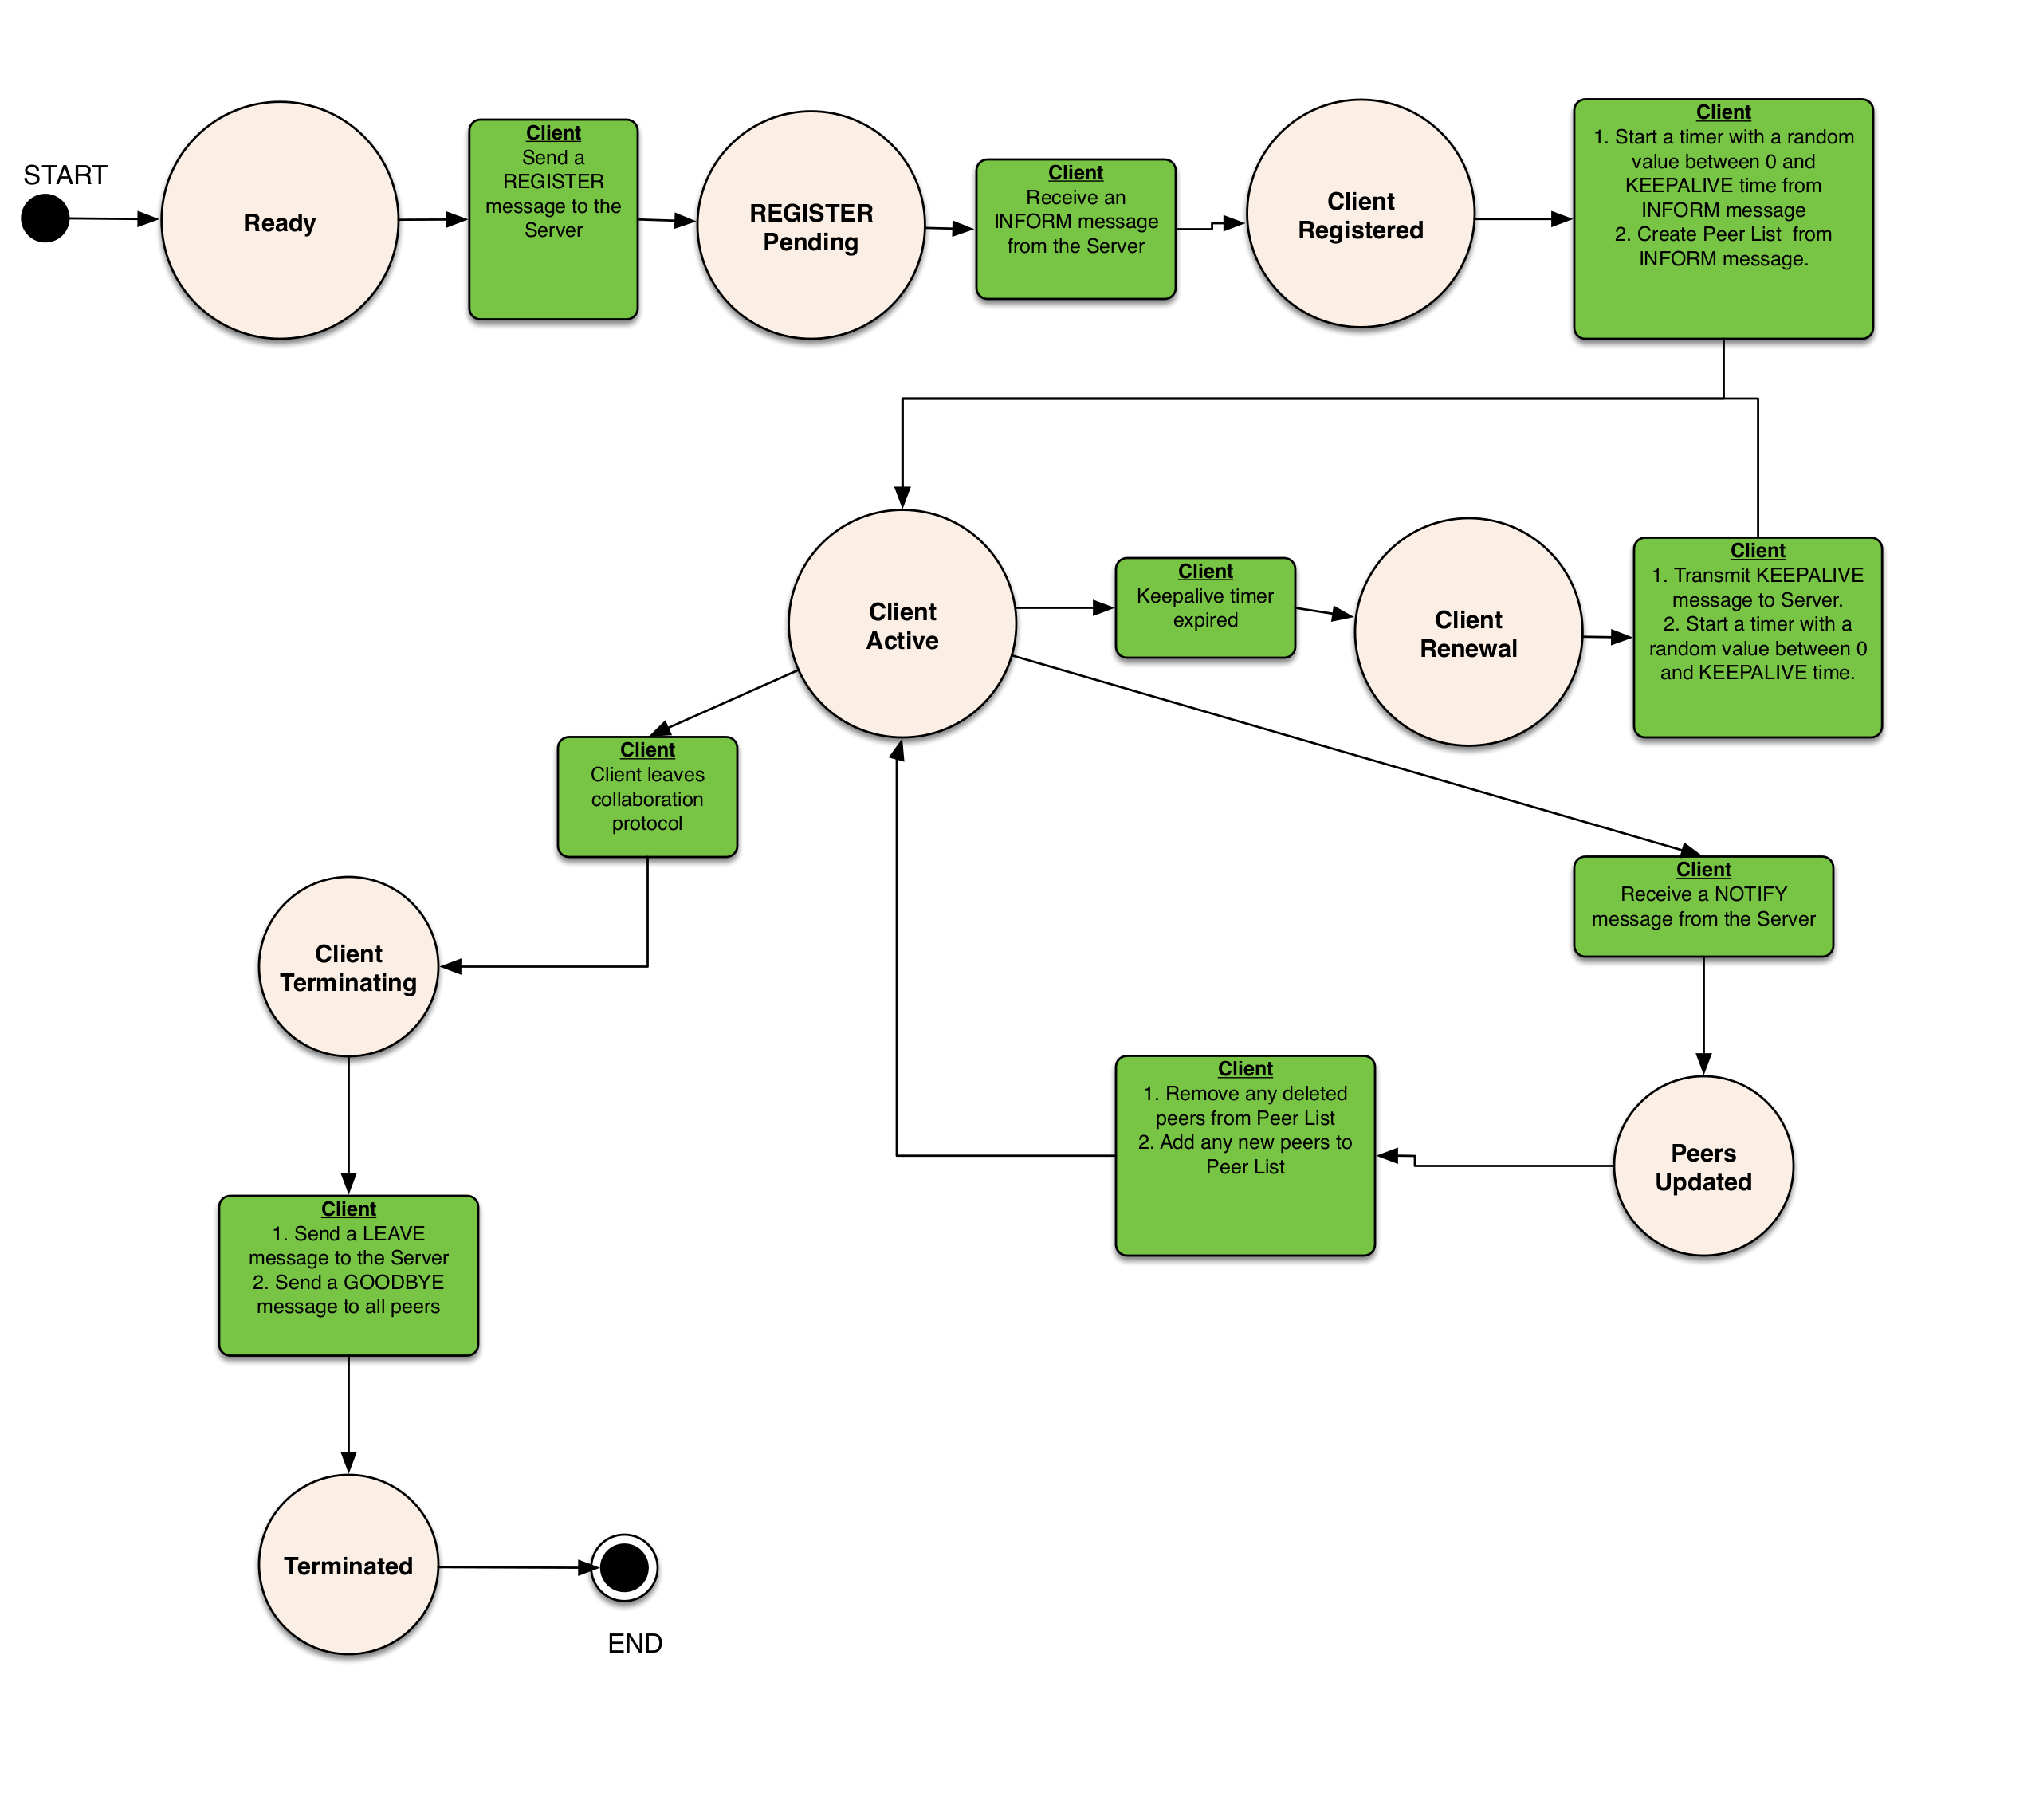 START
Ready
Client
Send a
REGISTER
message to the
Server
REGISTER
Pending
Client
Receive an
INFORM message
from the Server
Client
Registered
Client
1. Start a timer with a random
value between 0 and
KEEPALIVE time from
INFORM message
2. Create Peer List from
INFORM message.
Client
Active
Client
Keepalive timer
expired
Client
Renewal
Client
1. Transmit KEEPALIVE
message to Server.
2. Start a timer with a
random value between 0
and KEEPALIVE time.
Client
Client leaves
collaboration
protocol
Client
Receive a NOTIFY
message from the Server
Client
Terminating
Client
1. Remove any deleted
peers from Peer List
2. Add any new peers to
Peer List
Peers
Updated
Client
1. Send a LEAVE
message to the Server
2. Send a GOODBYE
message to all peers
Terminated
END